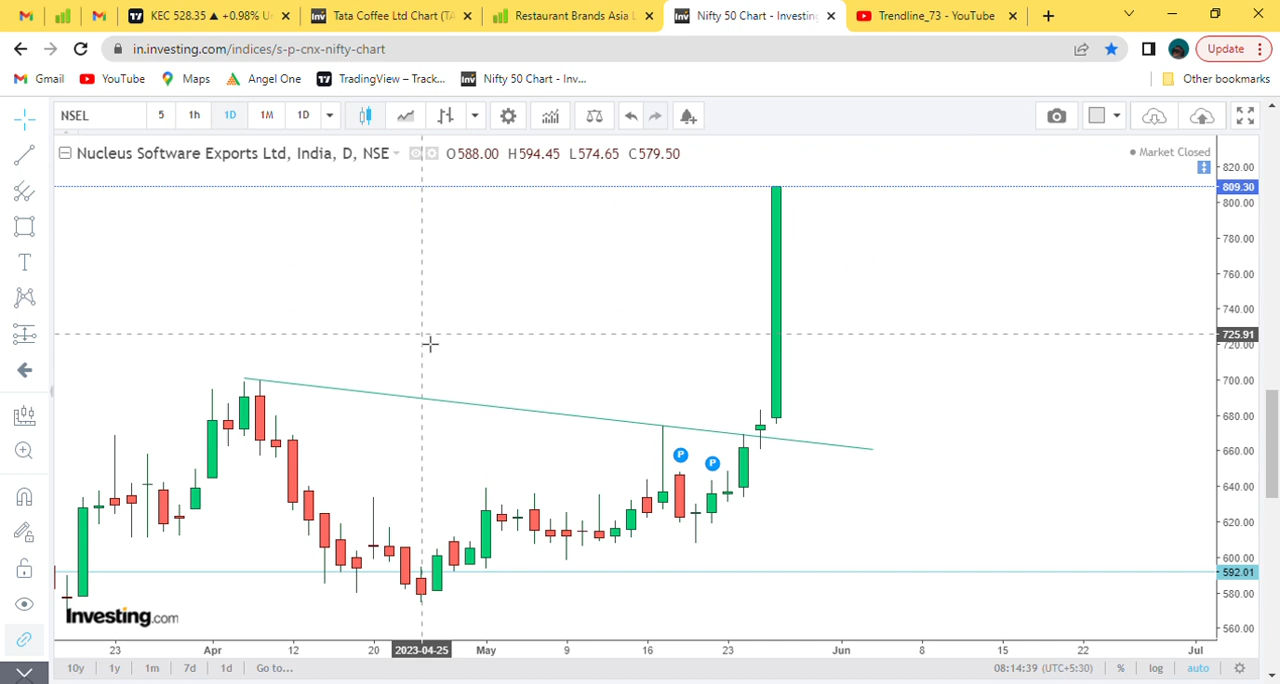 KEC 528.35 ▲ +0.98% U
Tata Coffee Ltd Chart (TA
Restaurant Brands Asia L
Nifty 50 Chart - Investing
Trendline_73 - YouTube
in.investing.com/indices/s-p-cnx-nifty-chart
Update
Gmail
YouTube
Maps
Angel One
TradingView – Track...
Nifty 50 Chart - Inv...
Other bookmarks
NSEL
5
1h
1D
1M
1D
Nucleus Software Exports Ltd, India, D, NSE
O588.00 H594.45 L574.65 C579.50
Market Closed
820.00
809.30
800.00
780.00
760.00
740.00
725.91
720.00
700.00
680.00
660.00
640.00
620.00
600.00
592.01
580.00
560.00
P
P
Investing.com
23
Apr
12
20
2023-04-25
May
9
16
23
Jun
8
15
22
Jul
10y
1y
1m
7d
1d
Go to...
08:14:39 (UTC+5:30)
%
log
auto